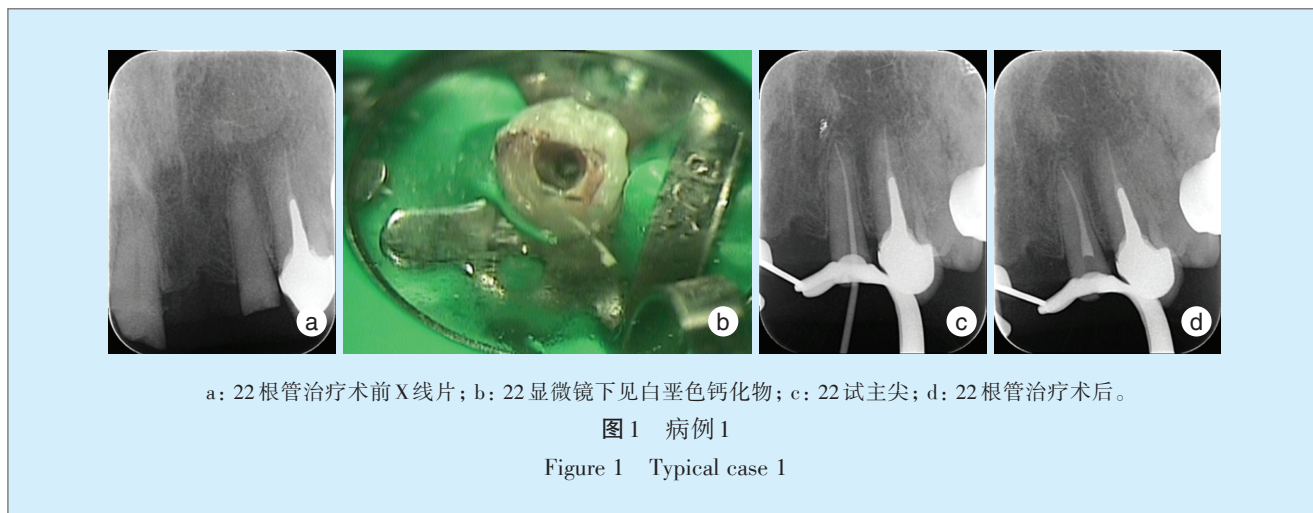 a
b
c
d
a：22根管治疗术前X线片；b：22显微镜下见白垩色钙化物；c：22试主尖；d：22根管治疗术后。
图1 病例1
Figure 1 Typical case 1